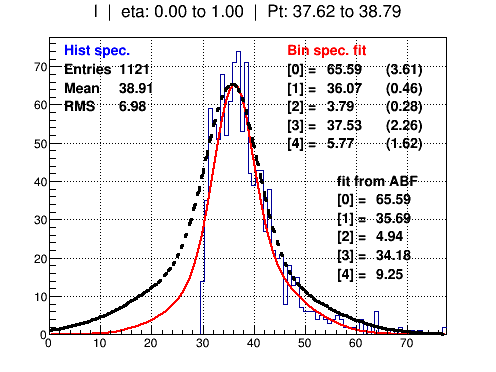 I | eta: 0.00 to 1.00 | Pt: 37.62 to 38.79
Hist spec.
Entries 1121
Mean 38.91
RMS 6.98
Bin spec. fit
[0] = 65.59 (3.61)
[1] = 36.07 (0.46)
[2] = 3.79 (0.28)
[3] = 37.53 (2.26)
[4] = 5.77 (1.62)
fit from ABF
[0] = 65.59
[1] = 35.69
[2] = 4.94
[3] = 34.18
[4] = 9.25
70
60
50
40
30
20
10
0
0 10 20 30 40 50 60 70